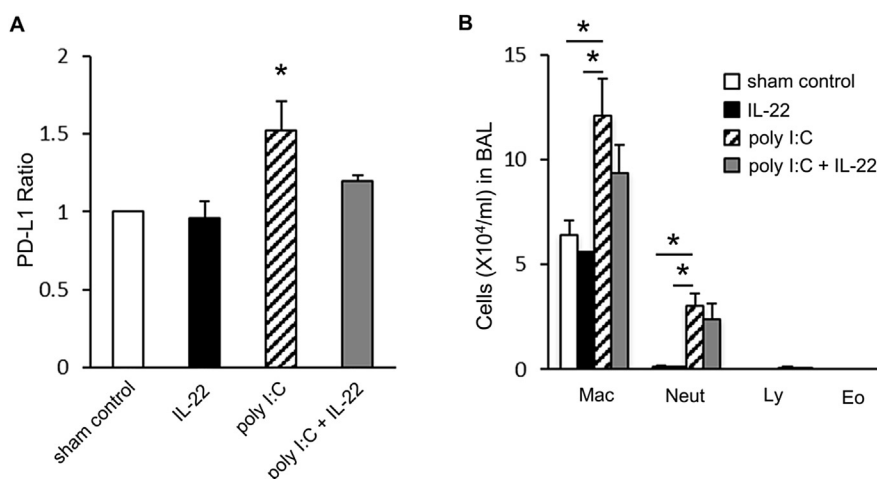 A
PD-L1 Ratio
2
1.5
1
0.5
0
*
sham control
IL-22
poly I:C
poly I:C + IL-22
B
Cells (X10⁴/ml) in BAL
15
10
5
0
*
*
*
*
sham control
IL-22
poly I:C
poly I:C + IL-22
Mac Neut Ly Eo